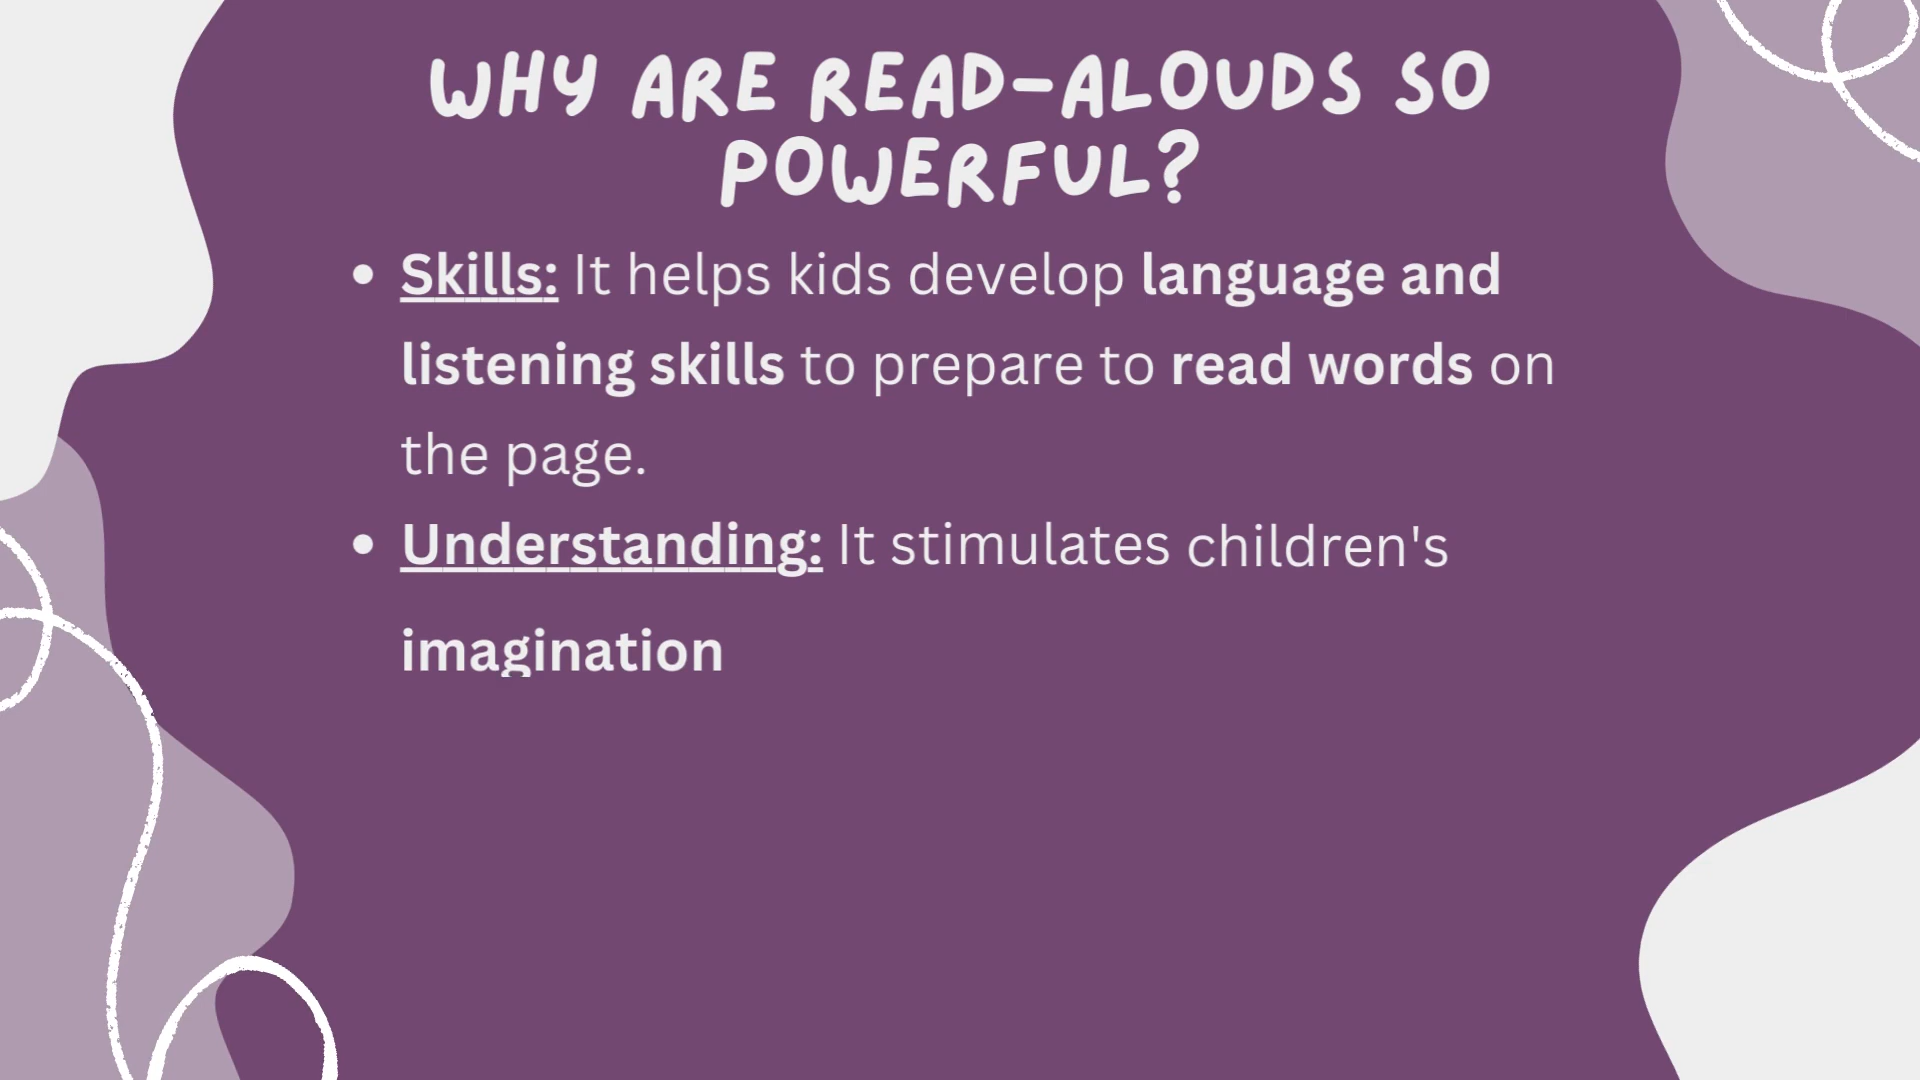 WHY ARE READ-ALOUDS SO
POWERFUL?
• Skills: It helps kids develop language and
listening skills to prepare to read words on
the page.
• Understanding: It stimulates children's
imagination